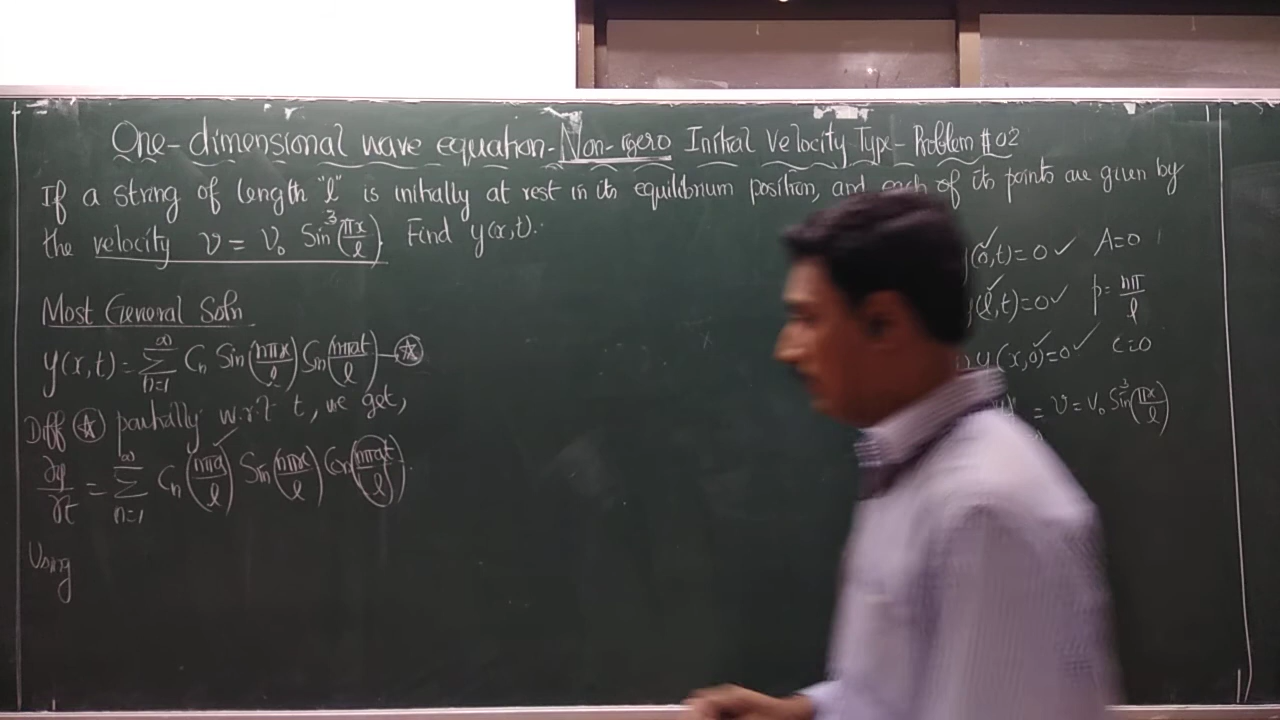 One-dimensional wave equation-Non-zero Initial Velocity Type-Problem #02
If a string of length "l" is initially at rest in its equilibrium position, and each of its points are given by
the velocity v = V₀ Sin³(πx/l). Find y(x,t).
Most General Soln
y(x,t) = ∑_{n=1}^{∞} Cₙ Sin(nπx/l) Sin(nπat/l) —(☆)
Diff (☆) partially w.r.t t, we get,
∂y/∂t = ∑_{n=1}^{∞} Cₙ (nπa/l) Sin(nπx/l) Cos(nπat/l).
Using
(0,t)=0 ✓ A=0
(l,t)=0 ✓ p=nπ/l
y(x,0)=0 ✓ C=0
= v = V₀ Sin³(πx/l)